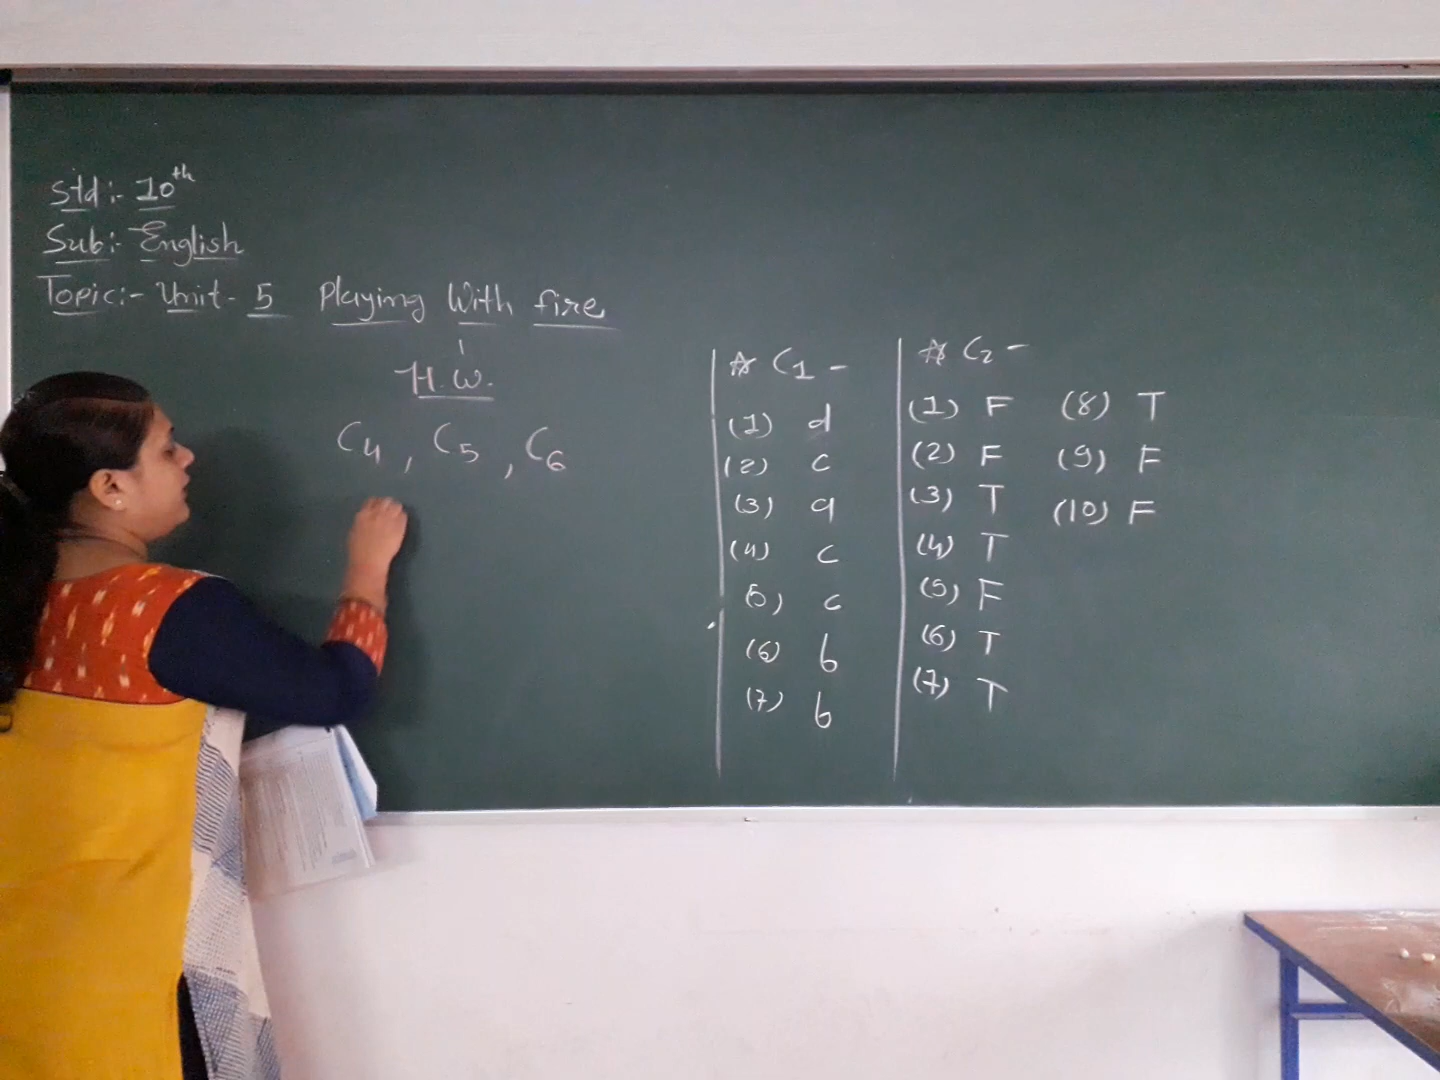 Std:- 10th
Sub:- English
Topic:- Unit- 5 Playing With fire
H.W.
C4, C5, C6
* C1 -
(1) d
(2) c
(3) a
(4) c
5) c
(6) b
(7) b
* C2 -
(1) F
(2) F
(3) T
(4) T
(5) F
(6) T
(7) T
(8) T
(9) F
(10) F